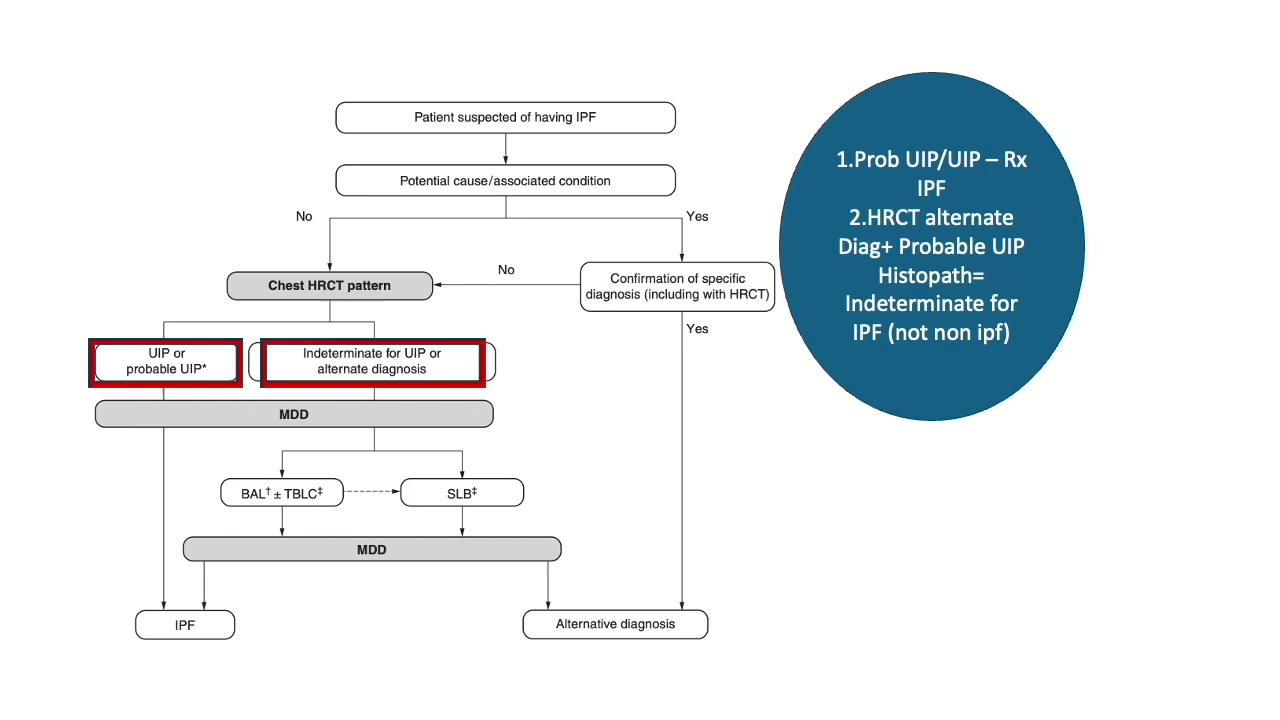 Patient suspected of having IPF
Potential cause/associated condition
No
Yes
Chest HRCT pattern
No
Confirmation of specific
diagnosis (including with HRCT)
Yes
UIP or
probable UIP*
Indeterminate for UIP or
alternate diagnosis
MDD
BAL† ± TBLC‡
SLB‡
MDD
IPF
Alternative diagnosis
1.Prob UIP/UIP – Rx
IPF
2.HRCT alternate
Diag+ Probable UIP
Histopath=
Indeterminate for
IPF (not non ipf)